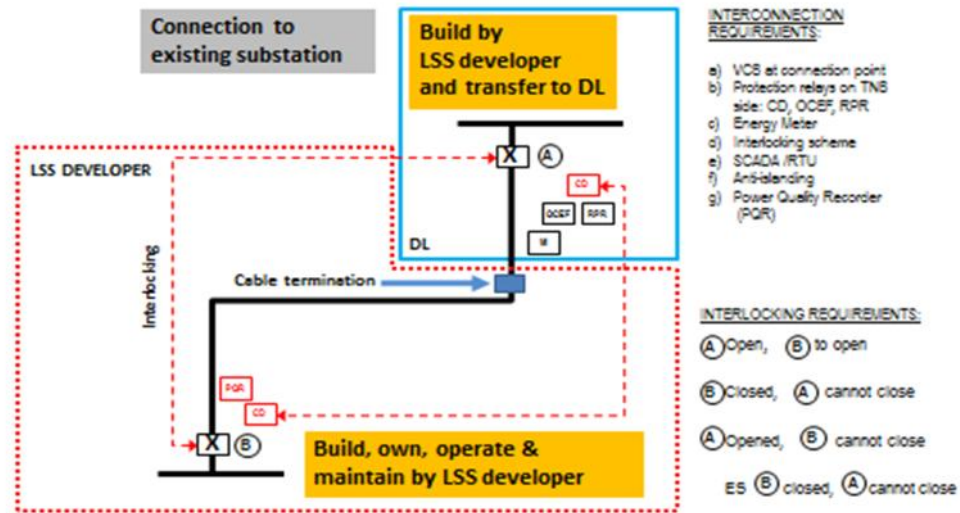 Connection to
existing substation
Build by
LSS developer
and transfer to DL
INTERCONNECTION
REQUIREMENTS:
a) VCB at connection point
b) Protection relays on TNB
side: CD, OCEF, RPR
c) Energy Meter
d) Interlocking scheme
e) SCADA /RTU
f) Anti-islanding
g) Power Quality Recorder
(PQR)
LSS DEVELOPER
X A
CD
OCEF RPR
M
DL
Interlocking
Cable termination
PQR
CD
X B
Build, own, operate &
maintain by LSS developer
INTERLOCKING REQUIREMENTS:
A Open, B to open
B Closed, A cannot close
A Opened, B cannot close
ES B closed, A cannot close